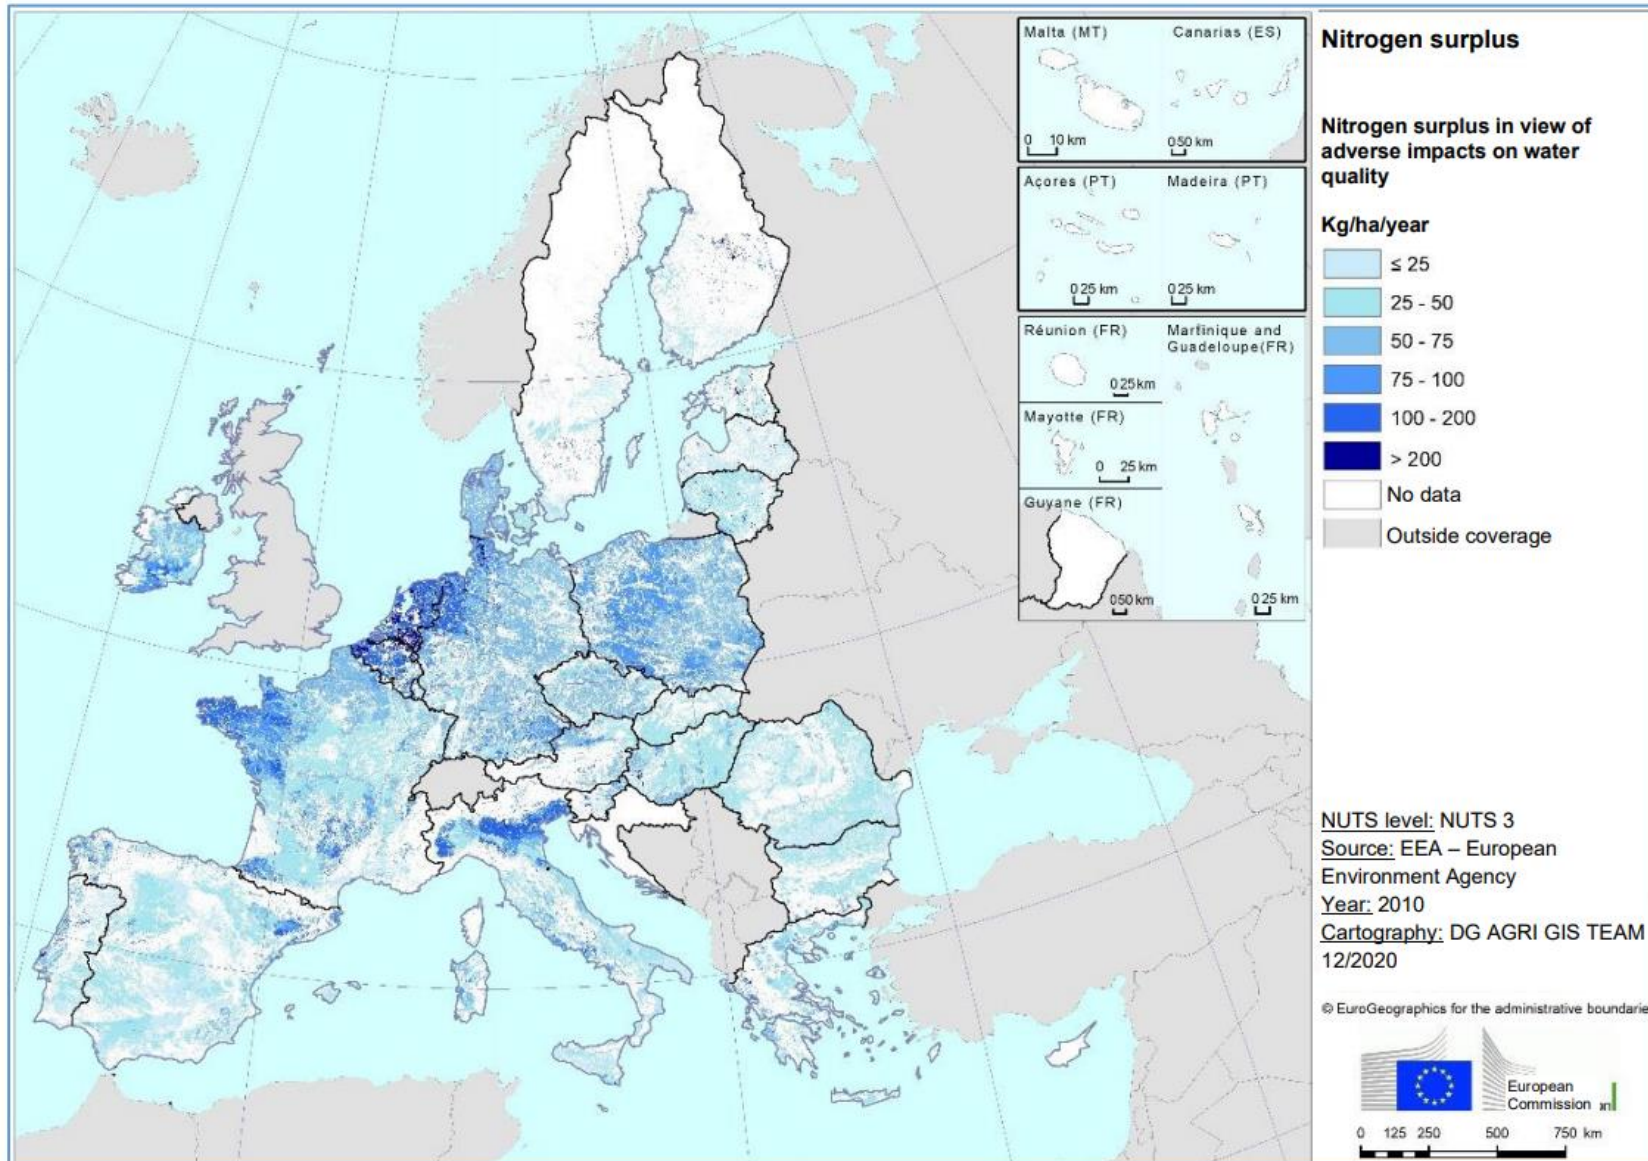 Malta (MT)
Canarias (ES)
0 10 km
0 50 km
Açores (PT)
Madeira (PT)
0 25 km
0 25 km
Réunion (FR)
Martinique and
Guadeloupe(FR)
0 25 km
Mayotte (FR)
0 25 km
Guyane (FR)
0 50 km
0 25 km
Nitrogen surplus
Nitrogen surplus in view of
adverse impacts on water
quality
Kg/ha/year
≤ 25
25 - 50
50 - 75
75 - 100
100 - 200
> 200
No data
Outside coverage
NUTS level: NUTS 3
Source: EEA – European
Environment Agency
Year: 2010
Cartography: DG AGRI GIS TEAM
12/2020
© EuroGeographics for the administrative boundarie
European
Commission
0 125 250 500 750 km